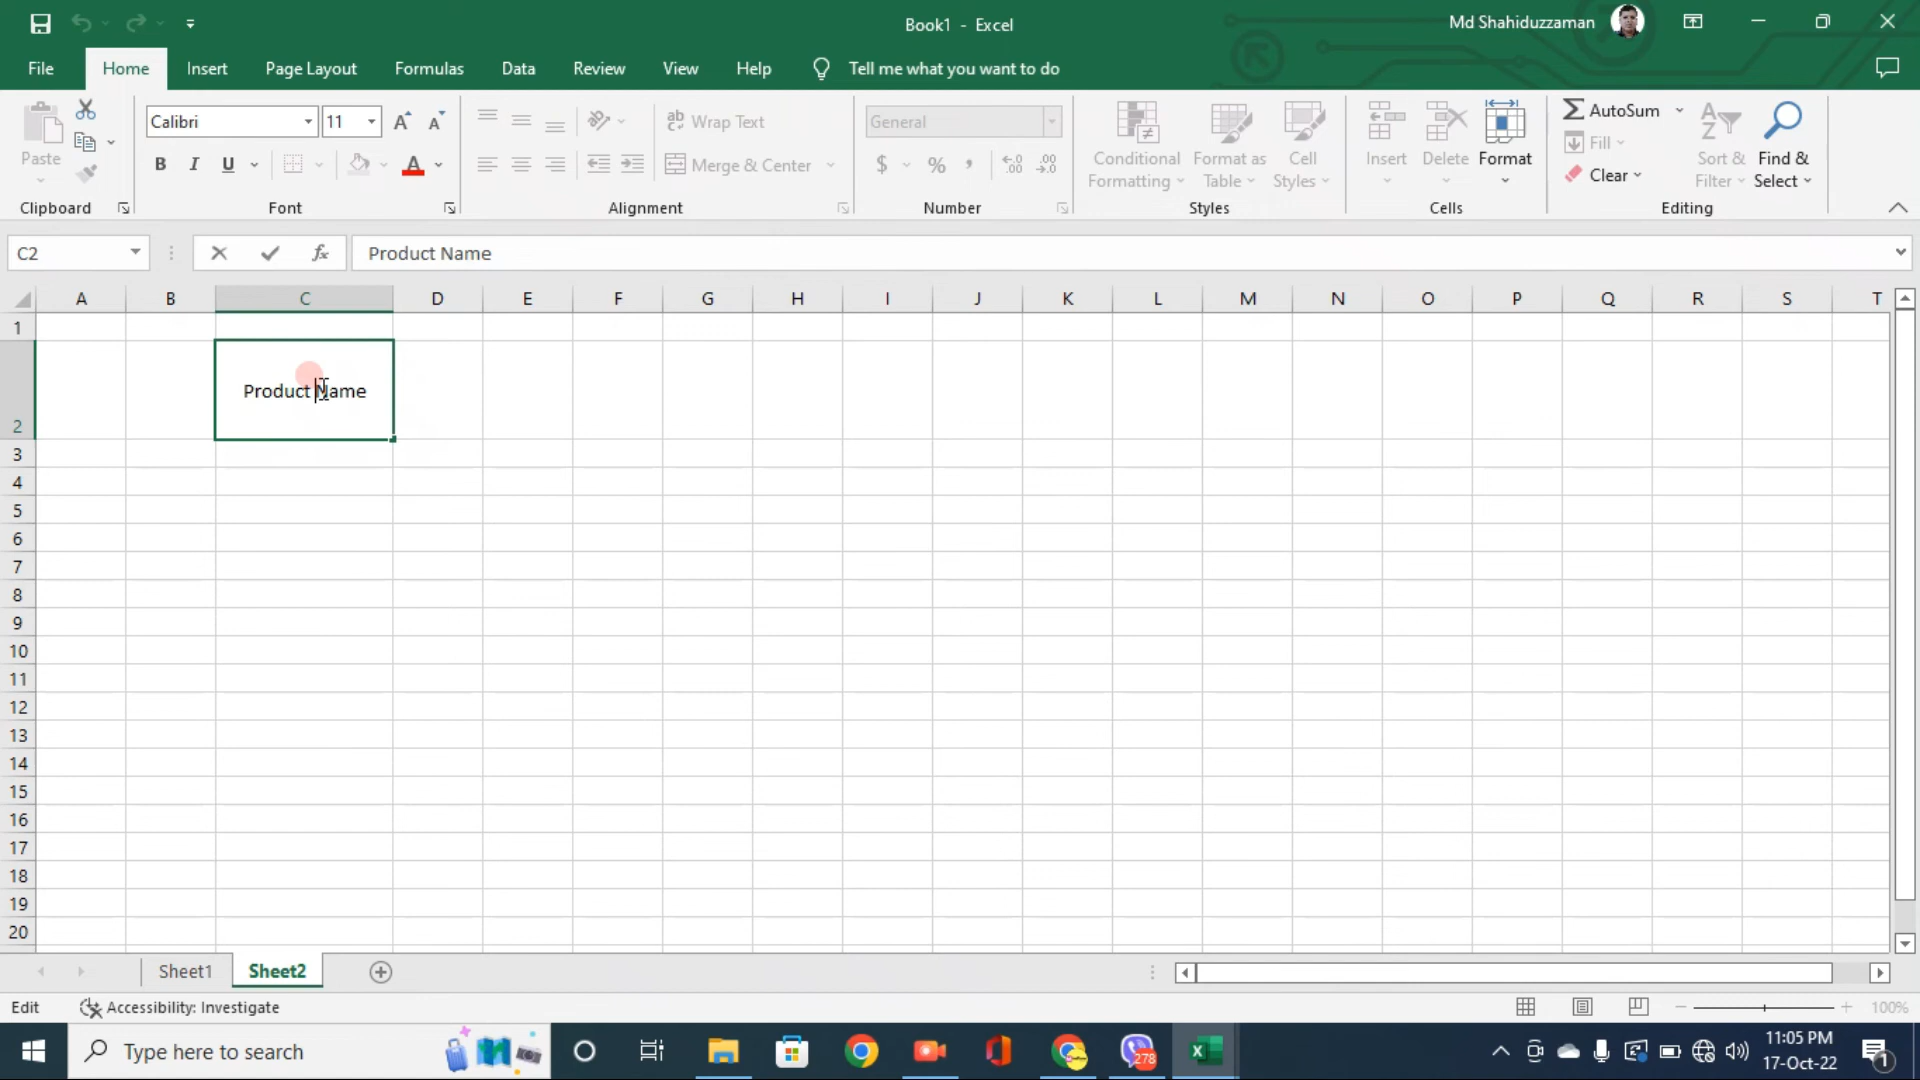 Book1 - Excel
Md Shahiduzzaman
File
Home
Insert
Page Layout
Formulas
Data
Review
View
Help
Tell me what you want to do
Paste
Clipboard
Calibri
11
B I U
Font
ab Wrap Text
Merge & Center
Alignment
General
$ % ,
Number
Conditional Formatting
Format as Table
Cell Styles
Styles
Insert
Delete
Format
Cells
AutoSum
Fill
Clear
Sort & Filter
Find & Select
Editing
C2
fx
Product Name
A B C D E F G H I J K L M N O P Q R S T
1
2
Product Name
3
4
5
6
7
8
9
10
11
12
13
14
15
16
17
18
19
20
Sheet1
Sheet2
Edit
Accessibility: Investigate
100%
Type here to search
278
11:05 PM
17-Oct-22
1